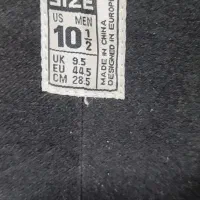 SIZE
US MEN
10 1/2
UK 9.5
EU 44.5
CM 28.5
MADE IN CHINA
DESIGNED IN EUROPE